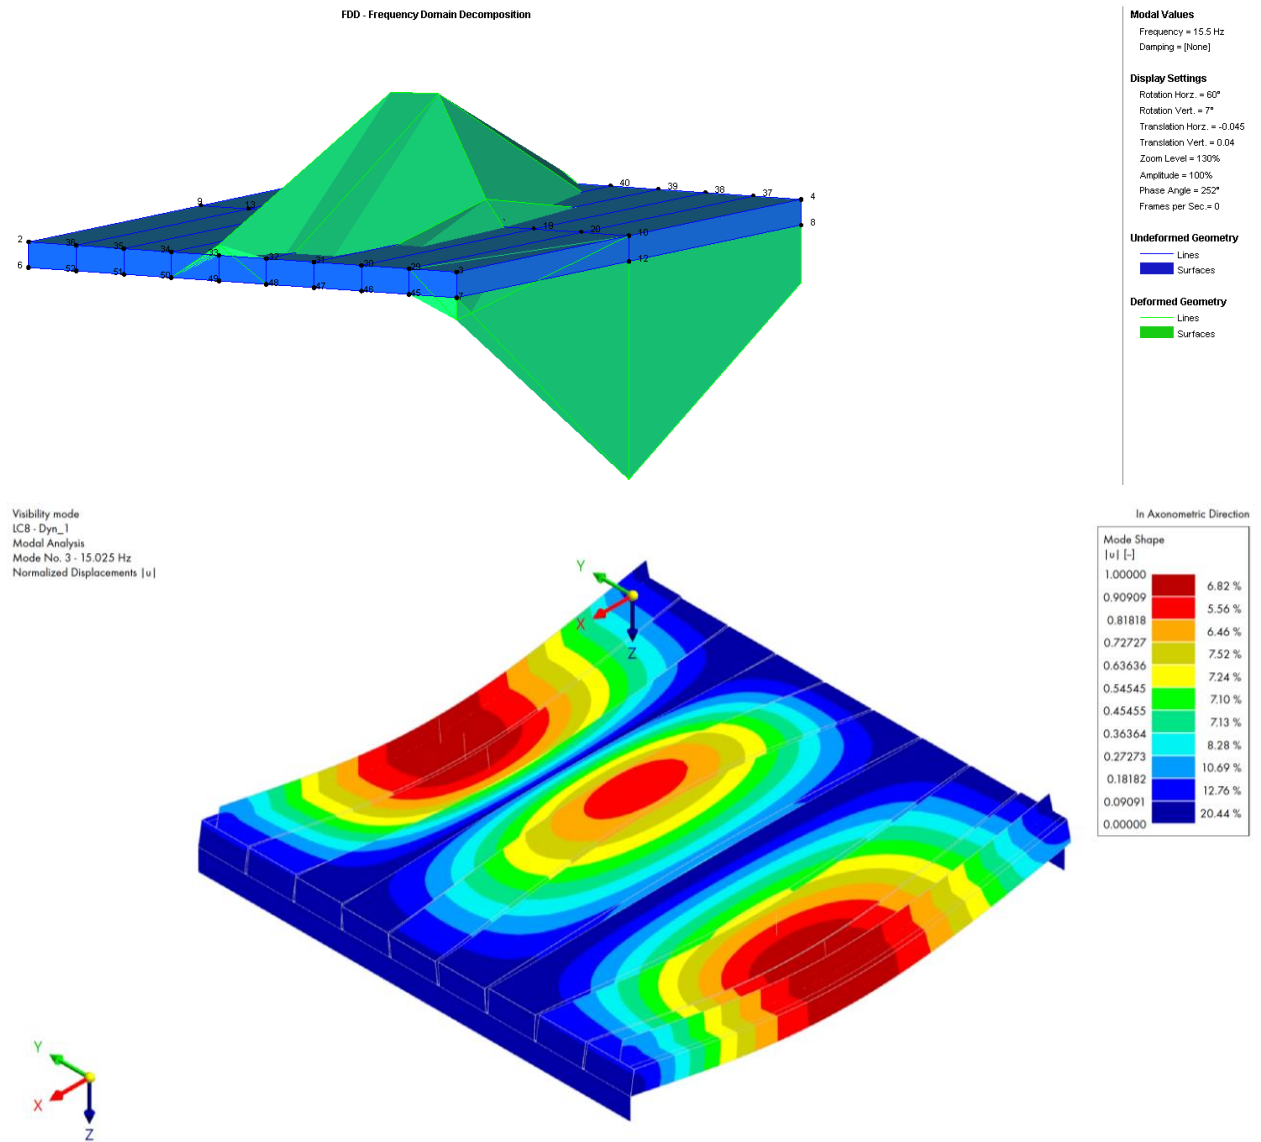 FDD - Frequency Domain Decomposition
Modal Values
Frequency = 15.5 Hz
Damping = [None]
Display Settings
Rotation Horz. = 60°
Rotation Vert. = 7°
Translation Horz. = -0.045
Translation Vert. = 0.04
Zoom Level = 130%
Amplitude = 100%
Phase Angle = 252°
Frames per Sec.= 0
Undeformed Geometry
Lines
Surfaces
Deformed Geometry
Lines
Surfaces
40 39 38 37 4
9 13 8
19 20 10
2 36 35 34 33 32 31 30 29 3
12
6 52 51 50 49 48 47 46 45 7
Visibility mode
LC8 - Dyn_1
Modal Analysis
Mode No. 3 - 15.025 Hz
Normalized Displacements |u|
In Axonometric Direction
Mode Shape
|u| [-]
1.00000
6.82 %
0.90909
5.56 %
0.81818
6.46 %
0.72727
7.52 %
0.63636
7.24 %
0.54545
7.10 %
0.45455
7.13 %
0.36364
8.28 %
0.27273
10.69 %
0.18182
12.76 %
0.09091
20.44 %
0.00000
Y
X
Z
Y
X
Z